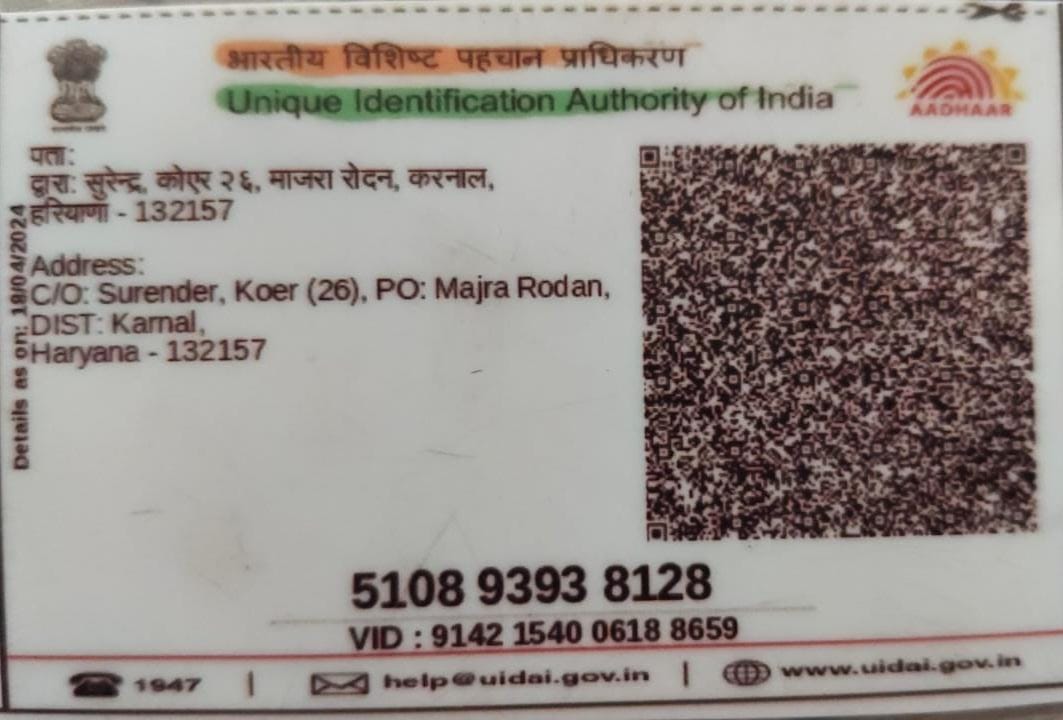 भारतीय विशिष्ट पहचान प्राधिकरण
Unique Identification Authority of India
AADHAAR
पता:
द्वारा: सुरेन्द्र, कोएर २६, माजरा रोदन, करनाल,
हरियाणा - 132157
Address:
C/O: Surender, Koer (26), PO: Majra Rodan,
DIST: Karnal,
Haryana - 132157
Details as on: 18/04/2024
5108 9393 8128
VID : 9142 1540 0618 8659
1947 | help@uidai.gov.in | www.uidai.gov.in